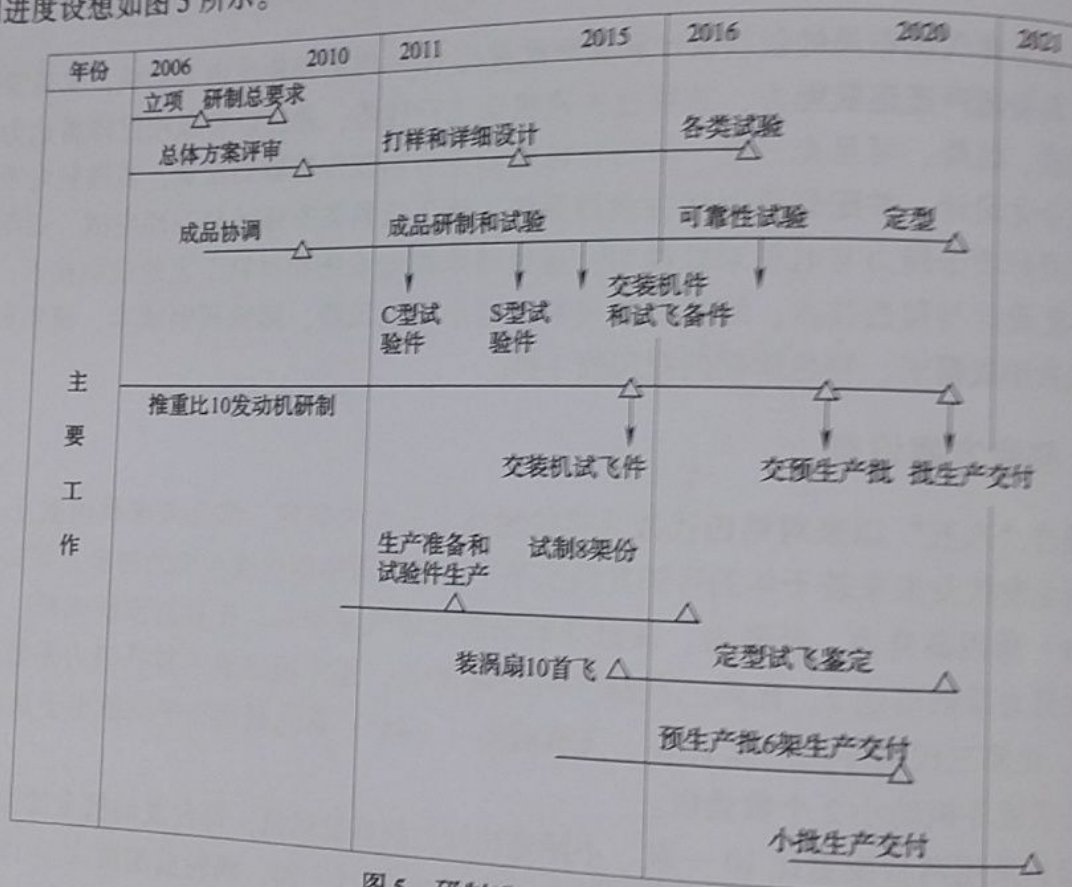 进度设想如图5所示。
年份 2006 2010 2011 2015 2016 2020 2021
立项 研制总要求
总体方案评审 打样和详细设计 各类试验
成品协调 成品研制和试验 可靠性试验 定型
C型试验件 S型试验件 交装机件和试飞备件
主要工作
推重比10发动机研制
交装机试飞件 交预生产批 批生产交付
生产准备和试验件生产 试制8架份
装涡扇10首飞 定型试飞鉴定
预生产批6架生产交付
小批生产交付
图5